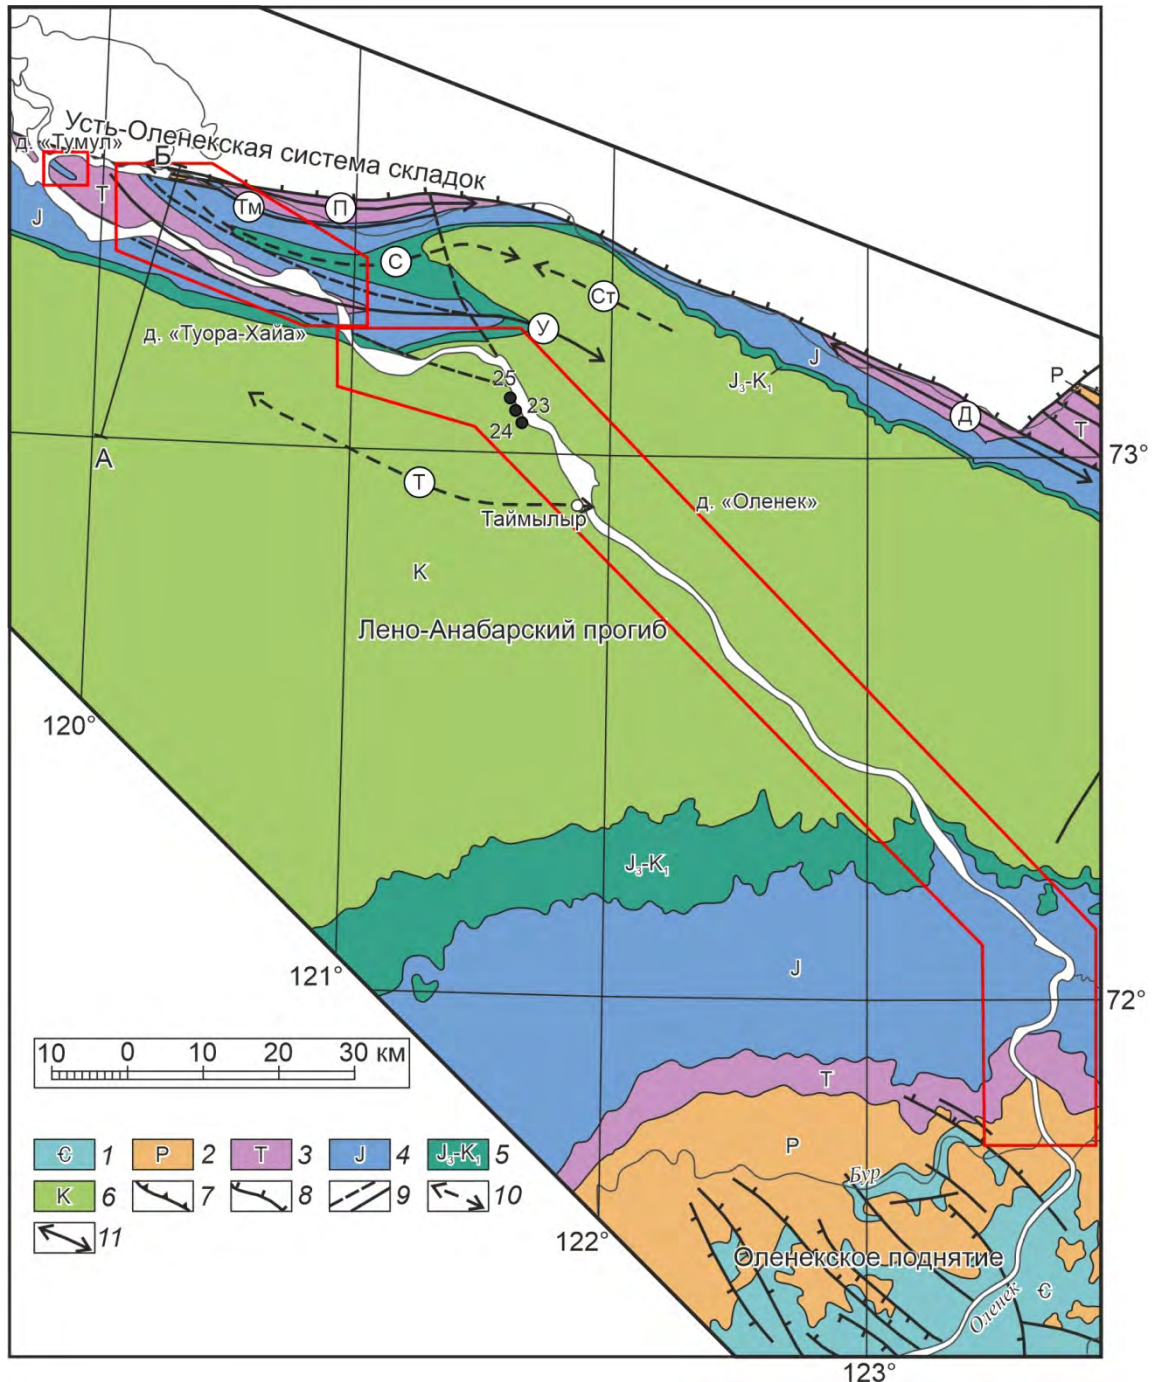 Усть-Оленекская система складок
д. «Тумул»
Б
Т
Тм
П
J
С
Ст
У
д. «Туора-Хайа»
J
J₃-K₁
P
25
23
24
Д
Т
А
73°
Т
д. «Оленек»
Таймылыр
K
Лено-Анабарский прогиб
120°
J₃-K₁
121°
J
72°
10 0 10 20 30 км
Т
P
Є 1 P 2 Т 3 J 4 J₃-K₁ 5
K 6 7 8 9 10
11
Бур
122°
Оленекское поднятие
Є
Оленек
123°